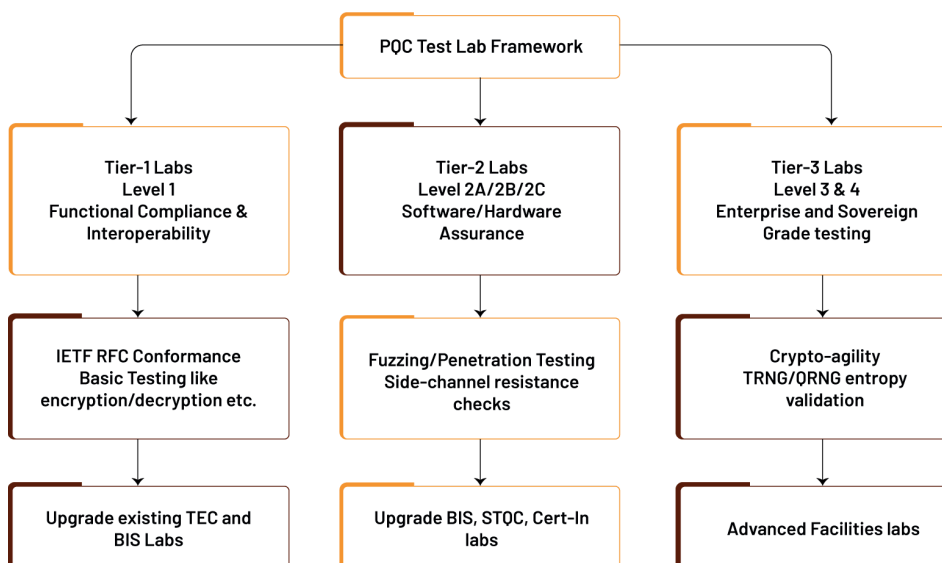 PQC Test Lab Framework
Tier-1 Labs
Level 1
Functional Compliance &
Interoperability
Tier-2 Labs
Level 2A/2B/2C
Software/Hardware
Assurance
Tier-3 Labs
Level 3 & 4
Enterprise and Sovereign
Grade testing
IETF RFC Conformance
Basic Testing like
encryption/decryption etc.
Fuzzing/Penetration Testing
Side-channel resistance
checks
Crypto-agility
TRNG/QRNG entropy
validation
Upgrade existing TEC and
BIS Labs
Upgrade BIS, STQC, Cert-In
labs
Advanced Facilities labs